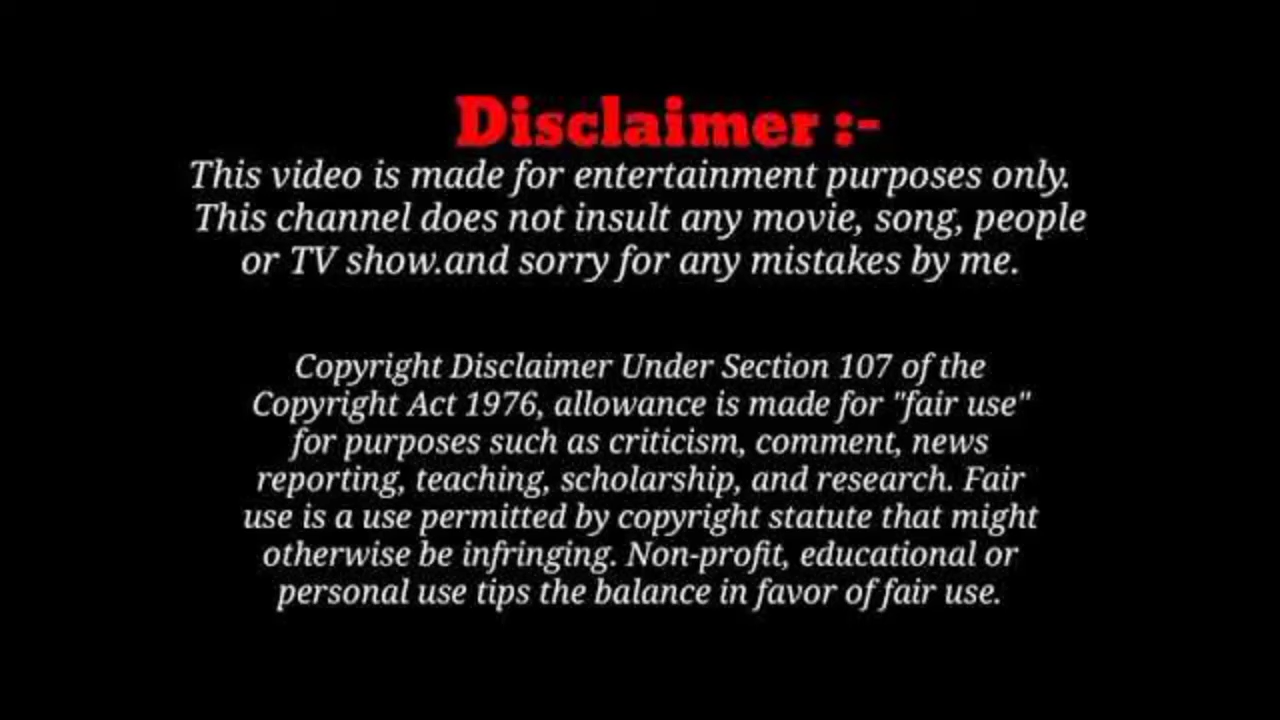 Disclaimer :-
This video is made for entertainment purposes only.
This channel does not insult any movie, song, people
or TV show.and sorry for any mistakes by me.
Copyright Disclaimer Under Section 107 of the
Copyright Act 1976, allowance is made for "fair use"
for purposes such as criticism, comment, news
reporting, teaching, scholarship, and research. Fair
use is a use permitted by copyright statute that might
otherwise be infringing. Non-profit, educational or
personal use tips the balance in favor of fair use.